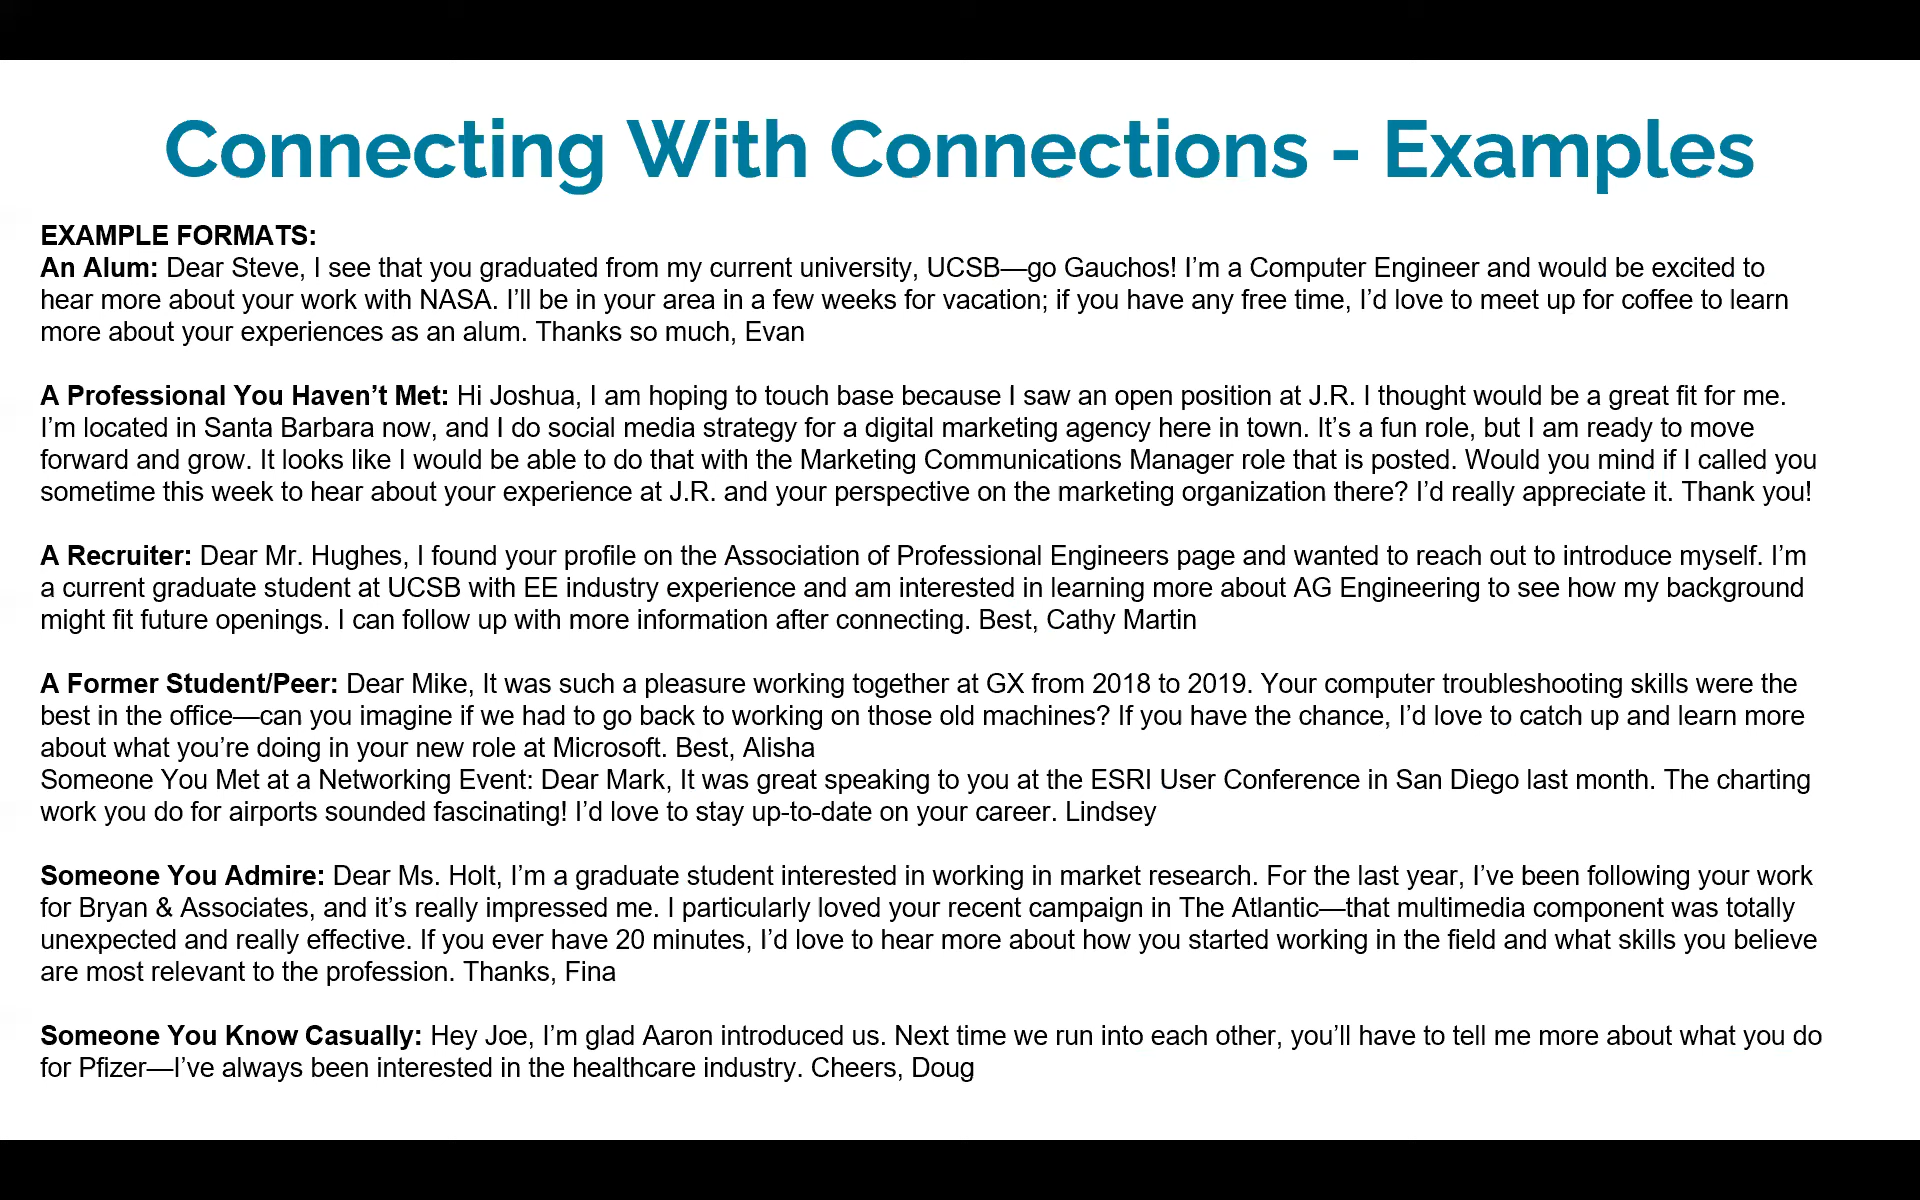 Connecting With Connections - Examples
EXAMPLE FORMATS:
An Alum: Dear Steve, I see that you graduated from my current university, UCSB—go Gauchos! I’m a Computer Engineer and would be excited to
hear more about your work with NASA. I’ll be in your area in a few weeks for vacation; if you have any free time, I’d love to meet up for coffee to learn
more about your experiences as an alum. Thanks so much, Evan
A Professional You Haven’t Met: Hi Joshua, I am hoping to touch base because I saw an open position at J.R. I thought would be a great fit for me.
I’m located in Santa Barbara now, and I do social media strategy for a digital marketing agency here in town. It’s a fun role, but I am ready to move
forward and grow. It looks like I would be able to do that with the Marketing Communications Manager role that is posted. Would you mind if I called you
sometime this week to hear about your experience at J.R. and your perspective on the marketing organization there? I’d really appreciate it. Thank you!
A Recruiter: Dear Mr. Hughes, I found your profile on the Association of Professional Engineers page and wanted to reach out to introduce myself. I’m
a current graduate student at UCSB with EE industry experience and am interested in learning more about AG Engineering to see how my background
might fit future openings. I can follow up with more information after connecting. Best, Cathy Martin
A Former Student/Peer: Dear Mike, It was such a pleasure working together at GX from 2018 to 2019. Your computer troubleshooting skills were the
best in the office—can you imagine if we had to go back to working on those old machines? If you have the chance, I’d love to catch up and learn more
about what you’re doing in your new role at Microsoft. Best, Alisha
Someone You Met at a Networking Event: Dear Mark, It was great speaking to you at the ESRI User Conference in San Diego last month. The charting
work you do for airports sounded fascinating! I’d love to stay up-to-date on your career. Lindsey
Someone You Admire: Dear Ms. Holt, I’m a graduate student interested in working in market research. For the last year, I’ve been following your work
for Bryan & Associates, and it’s really impressed me. I particularly loved your recent campaign in The Atlantic—that multimedia component was totally
unexpected and really effective. If you ever have 20 minutes, I’d love to hear more about how you started working in the field and what skills you believe
are most relevant to the profession. Thanks, Fina
Someone You Know Casually: Hey Joe, I’m glad Aaron introduced us. Next time we run into each other, you’ll have to tell me more about what you do
for Pfizer—I’ve always been interested in the healthcare industry. Cheers, Doug